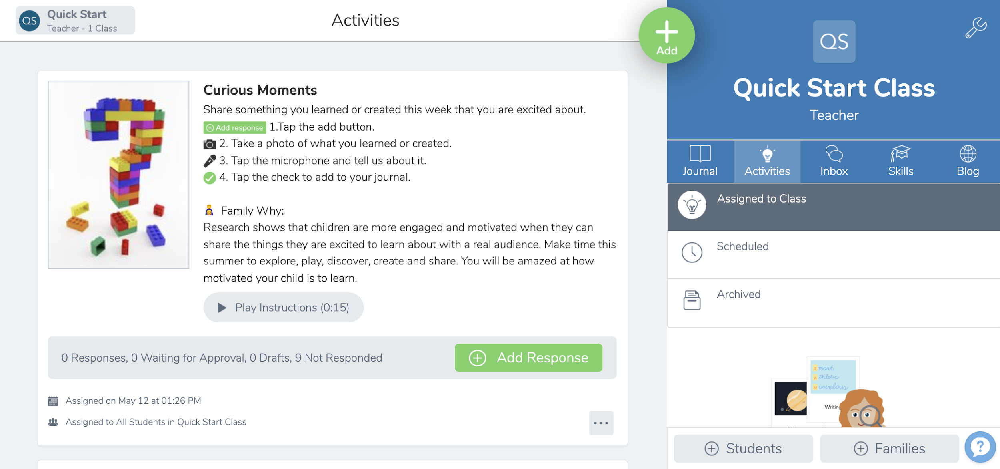 QS
Quick Start
Teacher - 1 Class
Activities
Add
Curious Moments
Share something you learned or created this week that you are excited about.
Add response 1.Tap the add button.
2. Take a photo of what you learned or created.
3. Tap the microphone and tell us about it.
4. Tap the check to add to your journal.
Family Why:
Research shows that children are more engaged and motivated when they can
share the things they are excited to learn about with a real audience. Make time this
summer to explore, play, discover, create and share. You will be amazed at how
motivated your child is to learn.
Play Instructions (0:15)
0 Responses, 0 Waiting for Approval, 0 Drafts, 9 Not Responded
Add Response
Assigned on May 12 at 01:26 PM
Assigned to All Students in Quick Start Class
QS
Quick Start Class
Teacher
Journal
Activities
Inbox
Skills
Blog
Assigned to Class
Scheduled
Archived
Smart
Athletic
Marvelous
Students
Families
?